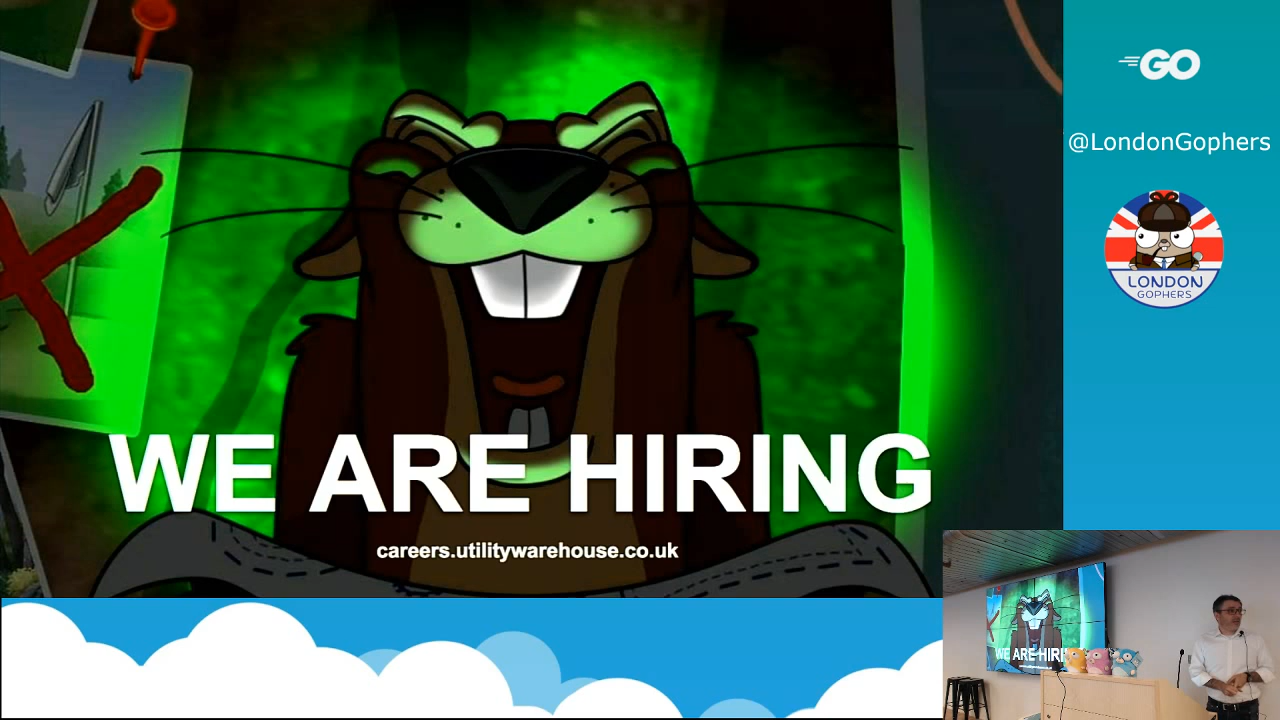 GO
@LondonGophers
LONDON
GOPHERS
WE ARE HIRING
careers.utilitywarehouse.co.uk
WE ARE HIRI